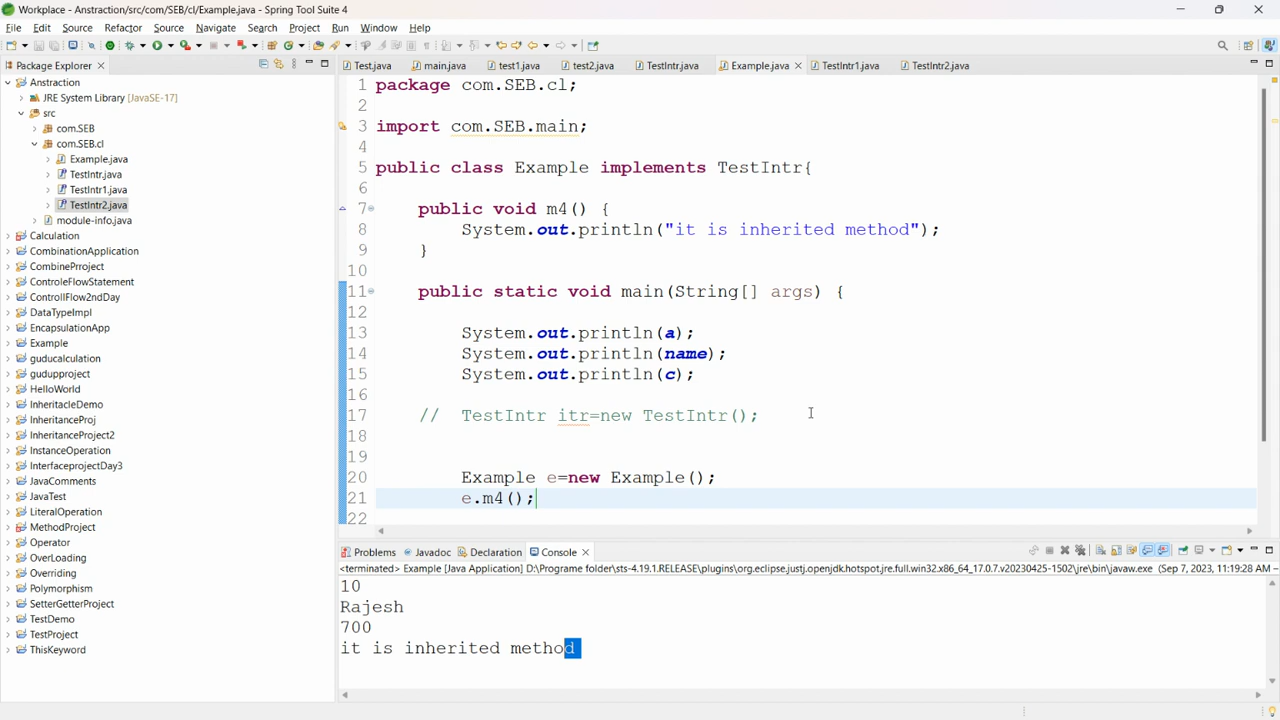 Workplace - Anstraction/src/com/SEB/cl/Example.java - Spring Tool Suite 4
File Edit Source Refactor Source Navigate Search Project Run Window Help
Package Explorer
Test.java main.java test1.java test2.java TestIntr.java Example.java TestIntr1.java TestIntr2.java
Anstraction
JRE System Library [JavaSE-17]
src
com.SEB
com.SEB.cl
Example.java
TestIntr.java
TestIntr1.java
TestIntr2.java
module-info.java
Calculation
CombinationApplication
CombineProject
ControleFlowStatement
ControllFlow2ndDay
DataTypeImpl
EncapsulationApp
Example
guducalculation
gudupproject
HelloWorld
InheritacleDemo
InheritanceProj
InheritanceProject2
InstanceOperation
InterfaceprojectDay3
JavaComments
JavaTest
LiteralOperation
MethodProject
Operator
OverLoading
Overriding
Polymorphism
SetterGetterProject
TestDemo
TestProject
ThisKeyword
1 package com.SEB.cl;
2
3 import com.SEB.main;
4
5 public class Example implements TestIntr{
6
7 public void m4() {
8 System.out.println("it is inherited method");
9 }
10
11 public static void main(String[] args) {
12
13 System.out.println(a);
14 System.out.println(name);
15 System.out.println(c);
16
17 // TestIntr itr=new TestIntr();
18
19
20 Example e=new Example();
21 e.m4();
22
Problems Javadoc Declaration Console
<terminated> Example [Java Application] D:\Programe folder\sts-4.19.1.RELEASE\plugins\org.eclipse.justj.openjdk.hotspot.jre.full.win32.x86_64_17.0.7.v20230425-1502\jre\bin\javaw.exe (Sep 7, 2023, 11:19:28 AM –
10
Rajesh
700
it is inherited method